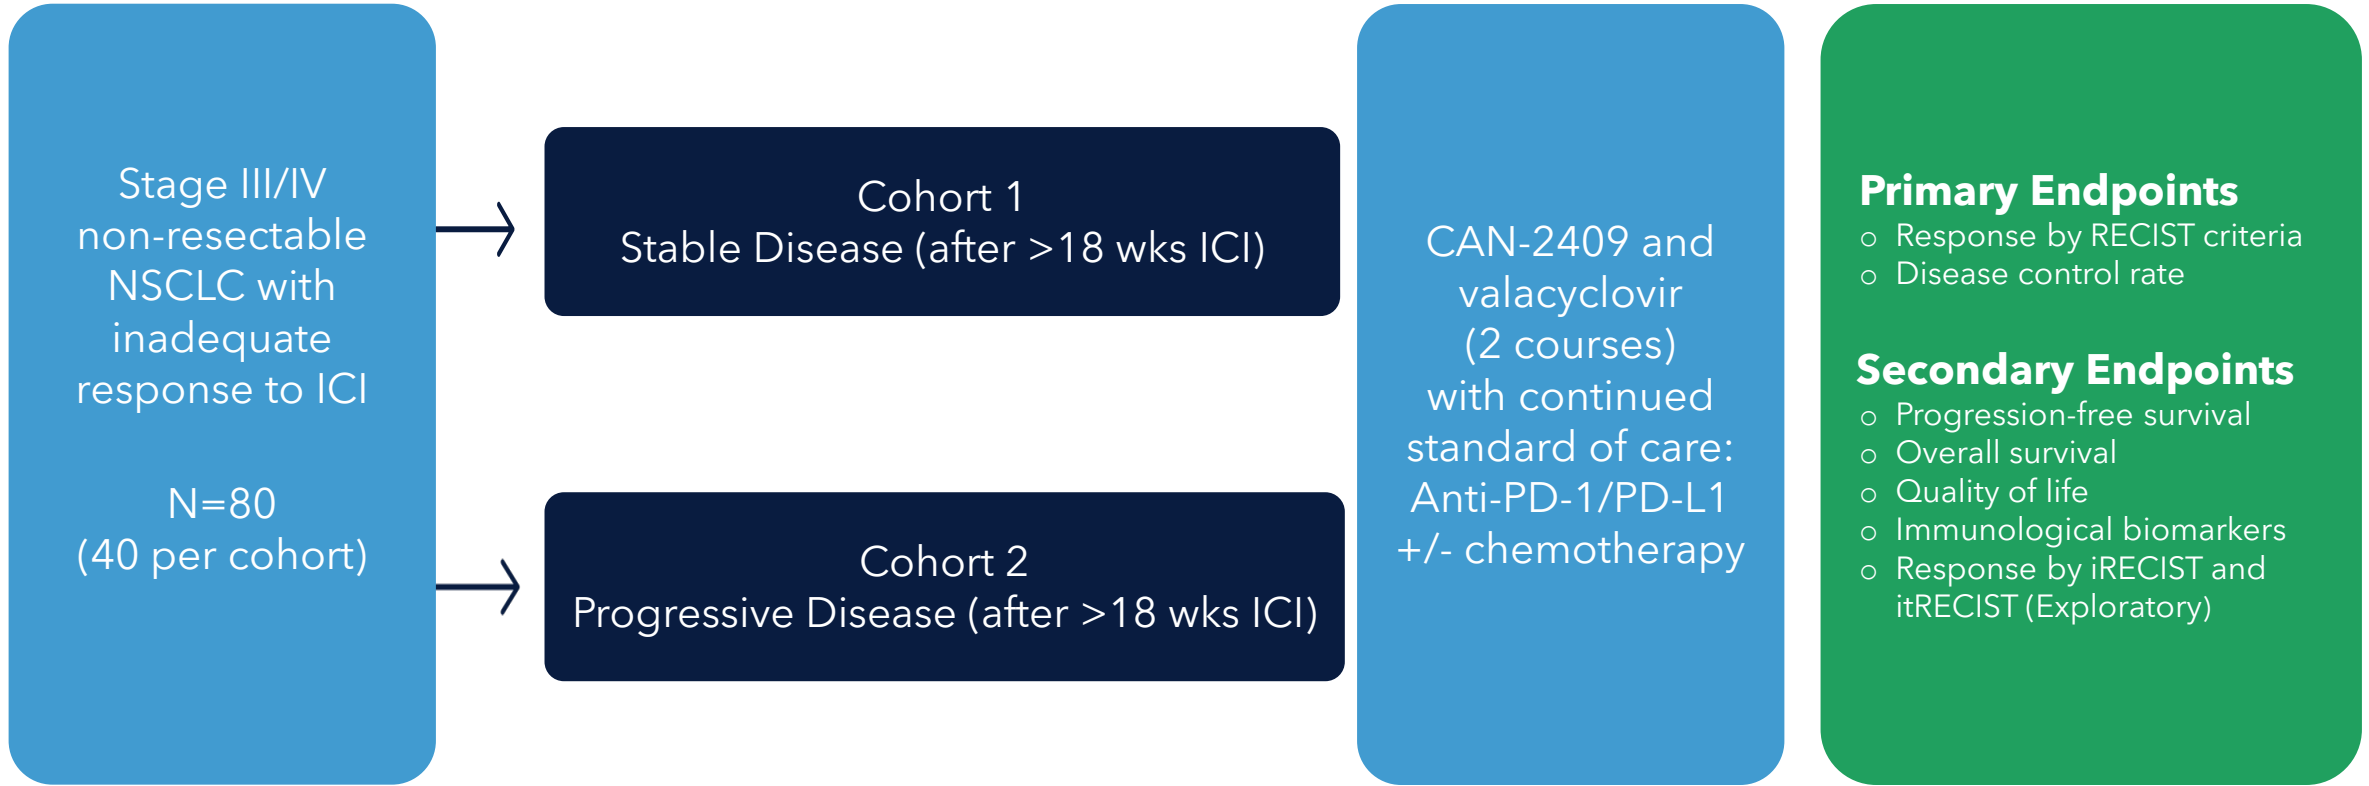 Stage III/IV
non-resectable
NSCLC with
inadequate
response to ICI
N=80
(40 per cohort)
Cohort 1
Stable Disease (after >18 wks ICI)
Cohort 2
Progressive Disease (after >18 wks ICI)
CAN-2409 and
valacyclovir
(2 courses)
with continued
standard of care:
Anti-PD-1/PD-L1
+/- chemotherapy
Primary Endpoints
o Response by RECIST criteria
o Disease control rate
Secondary Endpoints
o Progression-free survival
o Overall survival
o Quality of life
o Immunological biomarkers
o Response by iRECIST and
itRECIST (Exploratory)